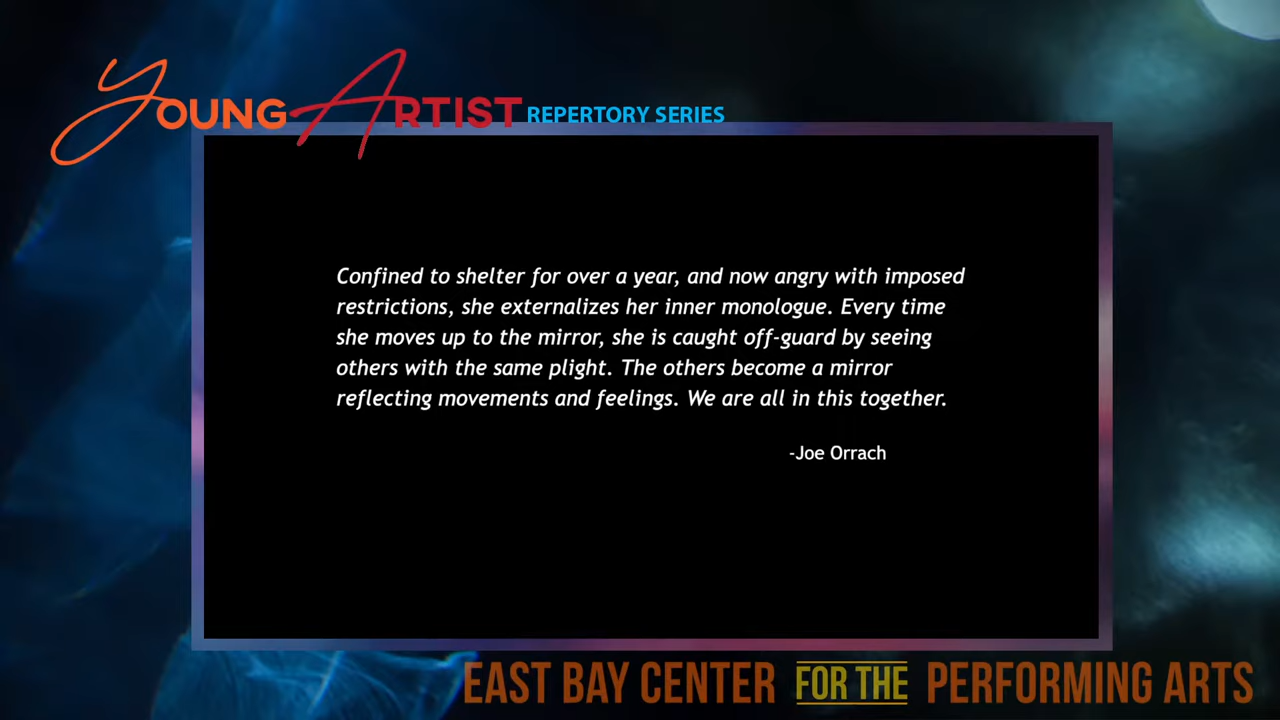 Young Artist REPERTORY SERIES
Confined to shelter for over a year, and now angry with imposed
restrictions, she externalizes her inner monologue. Every time
she moves up to the mirror, she is caught off-guard by seeing
others with the same plight. The others become a mirror
reflecting movements and feelings. We are all in this together.
-Joe Orrach
EAST BAY CENTER FOR THE PERFORMING ARTS